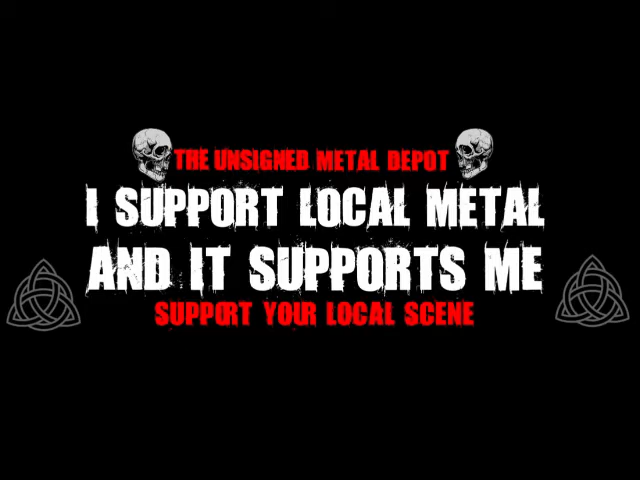 THE UNSIGNED METAL DEPOT
I SUPPORT LOCAL METAL
AND IT SUPPORTS ME
SUPPORT YOUR LOCAL SCENE